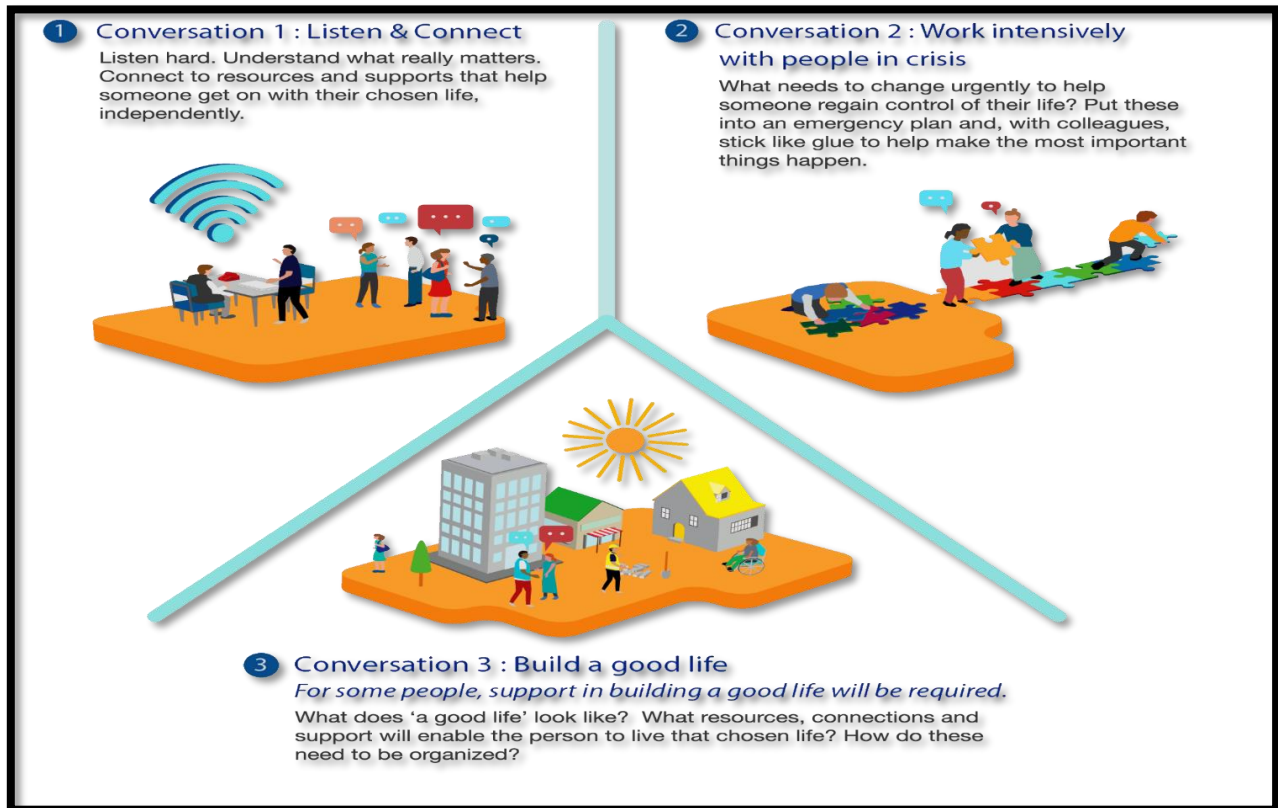 1 Conversation 1 : Listen & Connect
Listen hard. Understand what really matters.
Connect to resources and supports that help
someone get on with their chosen life,
independently.
2 Conversation 2 : Work intensively
with people in crisis
What needs to change urgently to help
someone regain control of their life? Put these
into an emergency plan and, with colleagues,
stick like glue to help make the most important
things happen.
3 Conversation 3 : Build a good life
For some people, support in building a good life will be required.
What does ‘a good life’ look like? What resources, connections and
support will enable the person to live that chosen life? How do these
need to be organized?